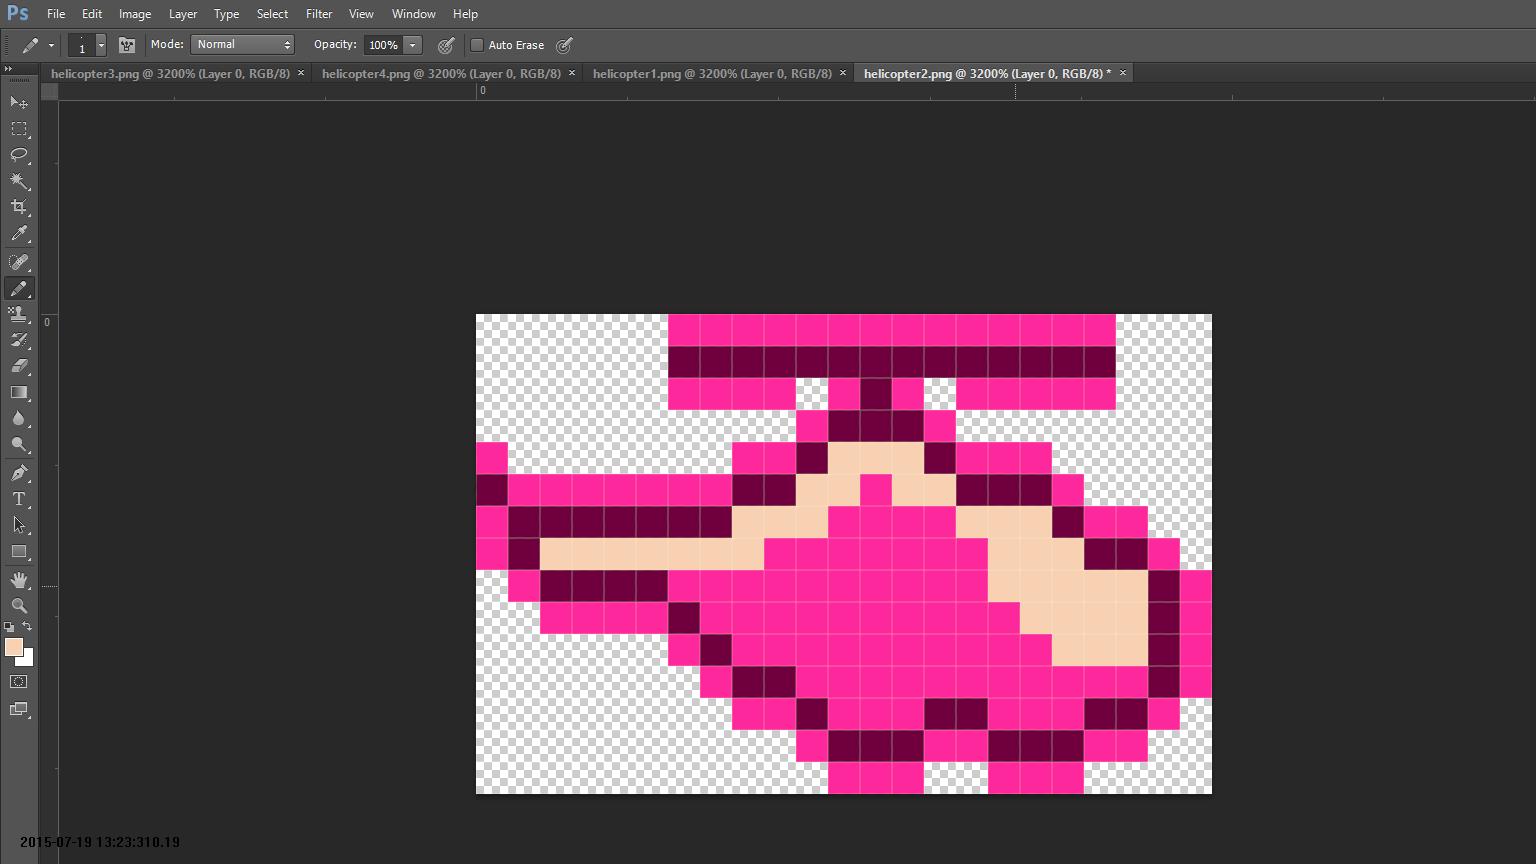 Ps File Edit Image Layer Type Select Filter View Window Help
1 Mode: Normal Opacity: 100% Auto Erase
helicopter3.png @ 3200% (Layer 0, RGB/8) × helicopter4.png @ 3200% (Layer 0, RGB/8) × helicopter1.png @ 3200% (Layer 0, RGB/8) × helicopter2.png @ 3200% (Layer 0, RGB/8) * ×
0
0
T
2015-07-19 13:23:310.19